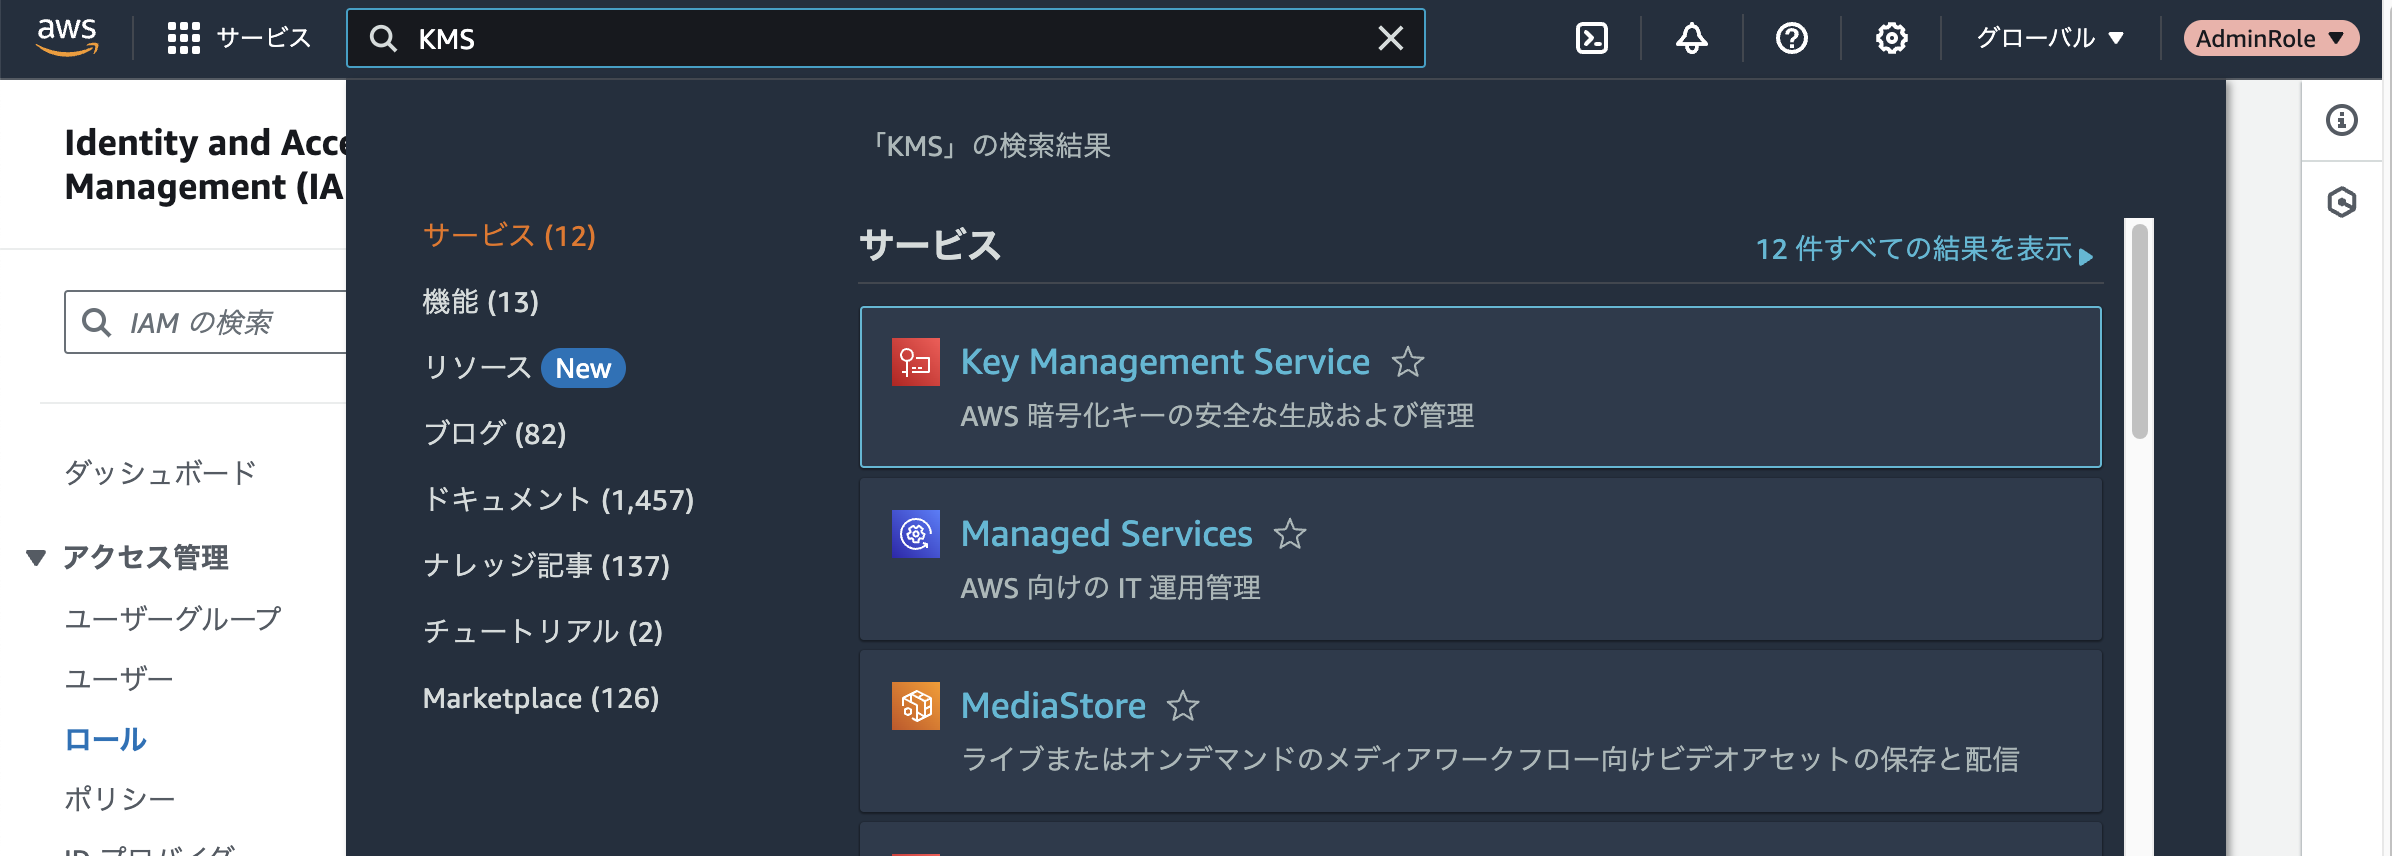 aws
サービス
KMS
グローバル
AdminRole
Identity and Acce
Management (IA
IAM の検索
ダッシュボード
アクセス管理
ユーザーグループ
ユーザー
ロール
ポリシー
ID プロバイダ
「KMS」の検索結果
サービス (12)
機能 (13)
リソース New
ブログ (82)
ドキュメント (1,457)
ナレッジ記事 (137)
チュートリアル (2)
Marketplace (126)
サービス
12 件すべての結果を表示
Key Management Service
AWS 暗号化キーの安全な生成および管理
Managed Services
AWS 向けの IT 運用管理
MediaStore
ライブまたはオンデマンドのメディアワークフロー向けビデオアセットの保存と配信